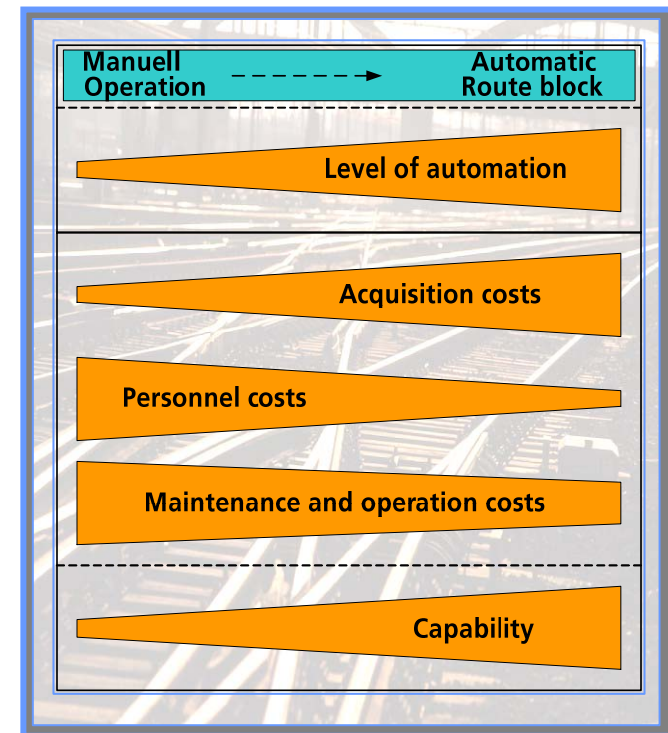 Manuell
Operation
Automatic
Route block
Level of automation
Acquisition costs
Personnel costs
Maintenance and operation costs
Capability